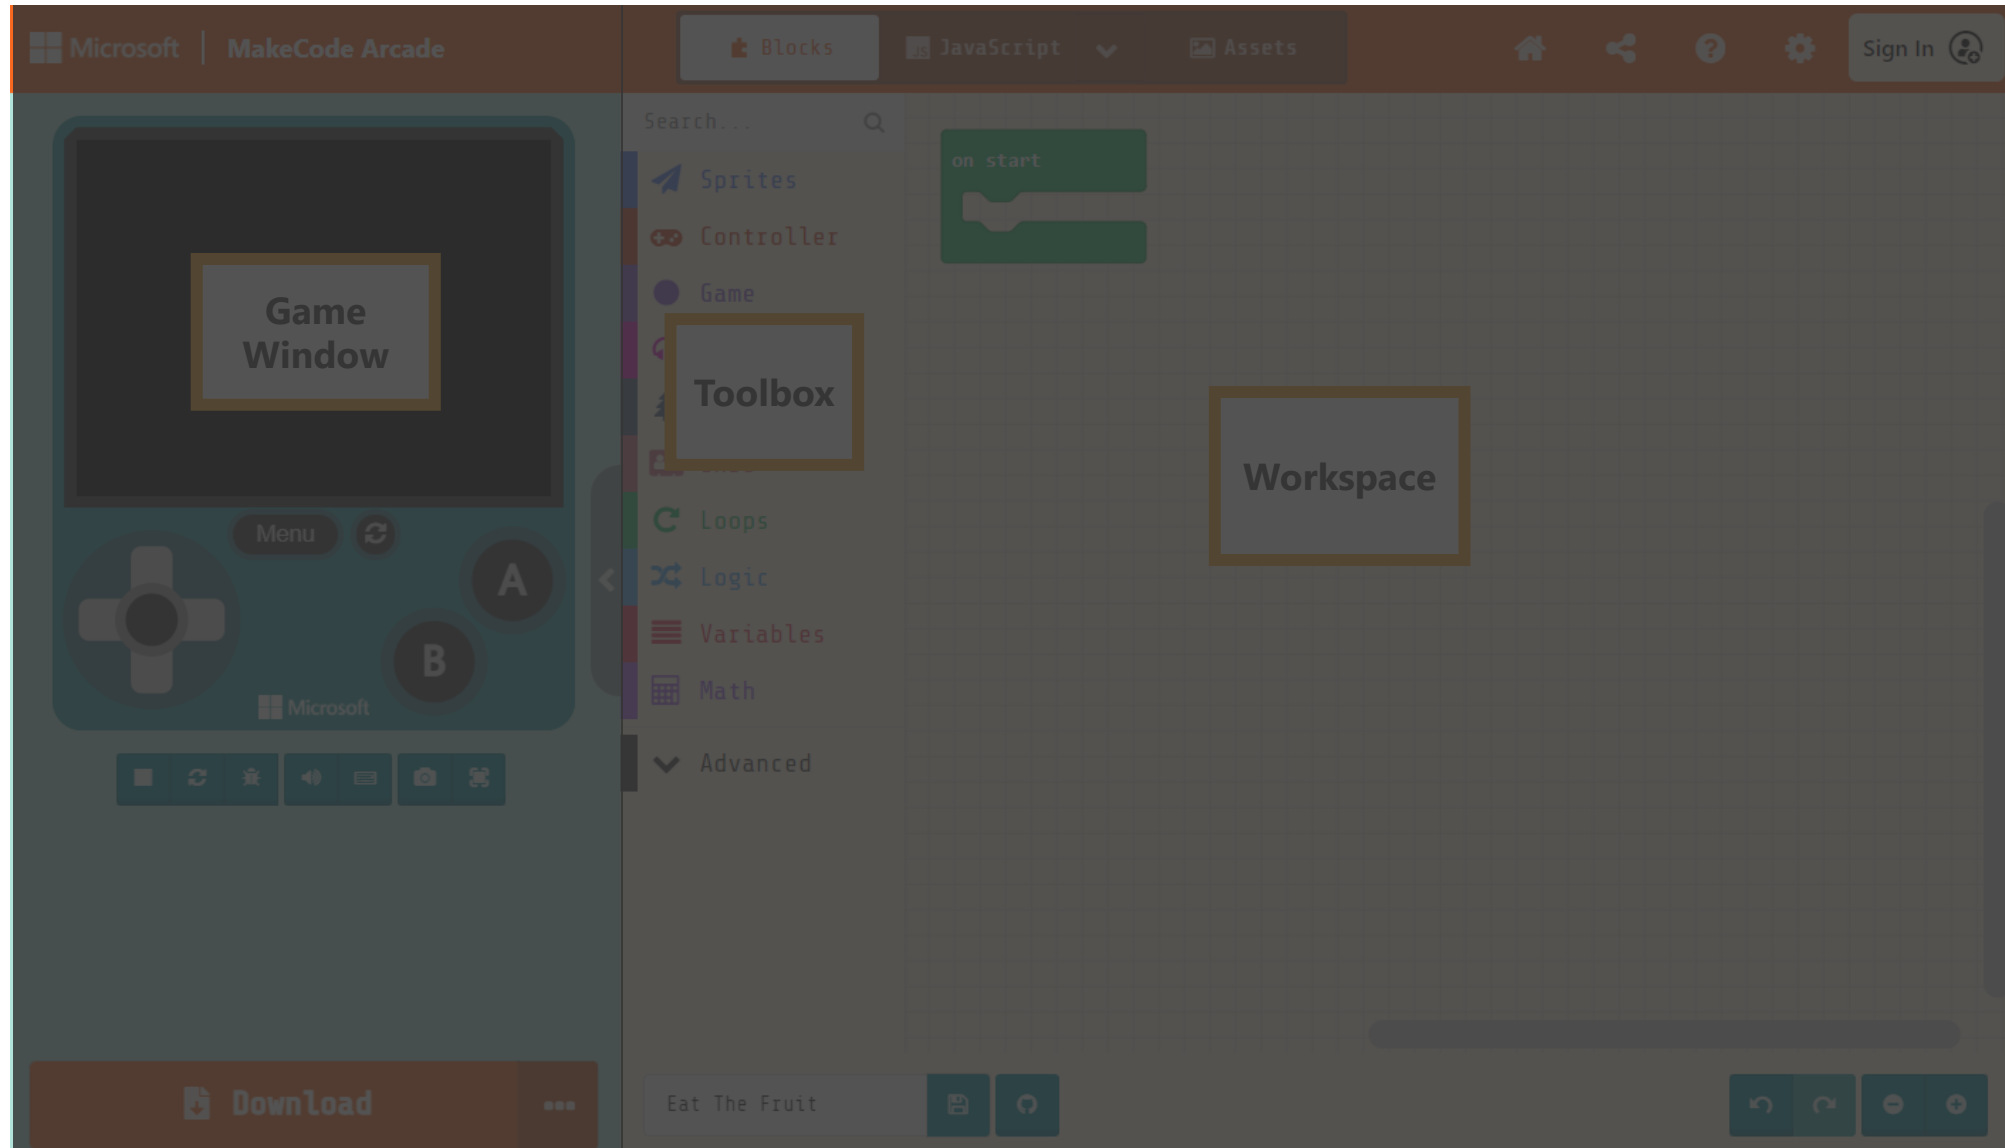 Microsoft | MakeCode Arcade
Blocks
JS JavaScript
Assets
Sign In
Game
Window
Menu
A
B
Microsoft
Download
Search...
Sprites
Controller
Game
Toolbox
Loops
Logic
Variables
Math
Advanced
on start
Workspace
Eat The Fruit